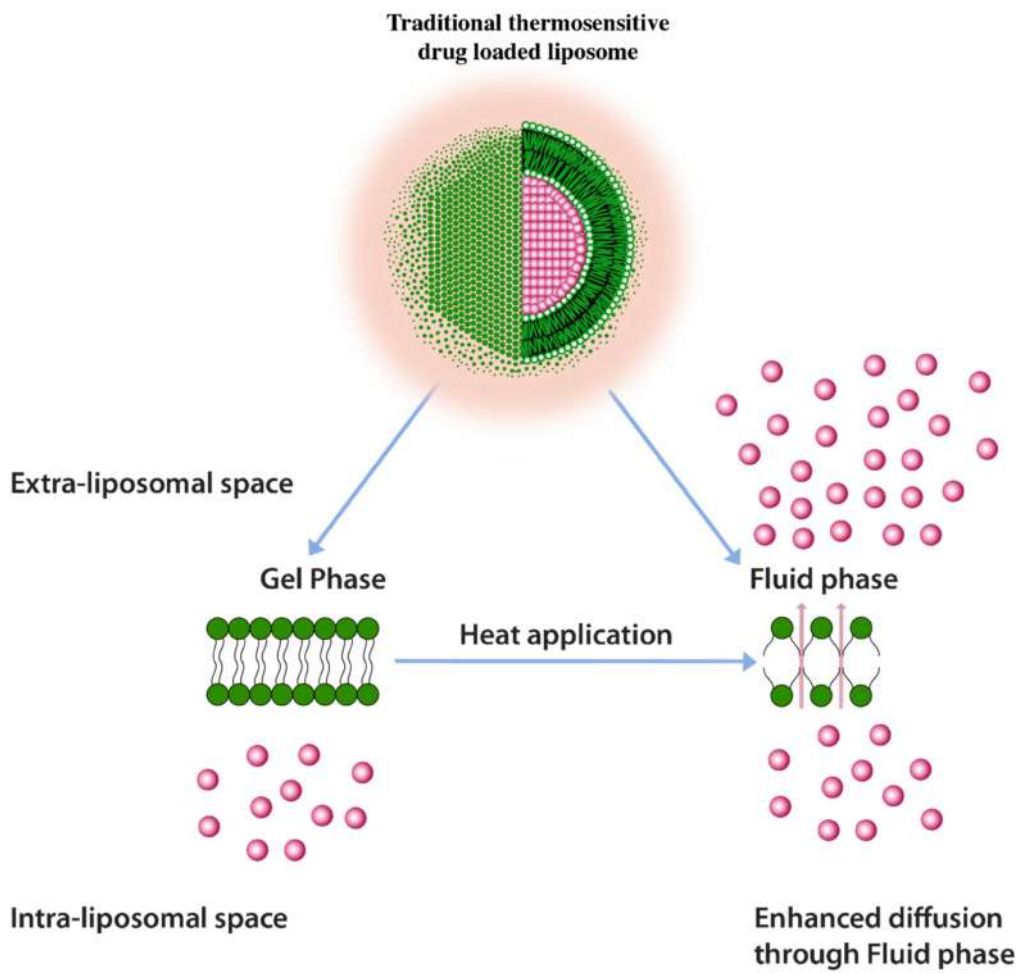 Traditional thermosensitive
drug loaded liposome
Extra-liposomal space
Gel Phase
Fluid phase
Heat application
Intra-liposomal space
Enhanced diffusion
through Fluid phase